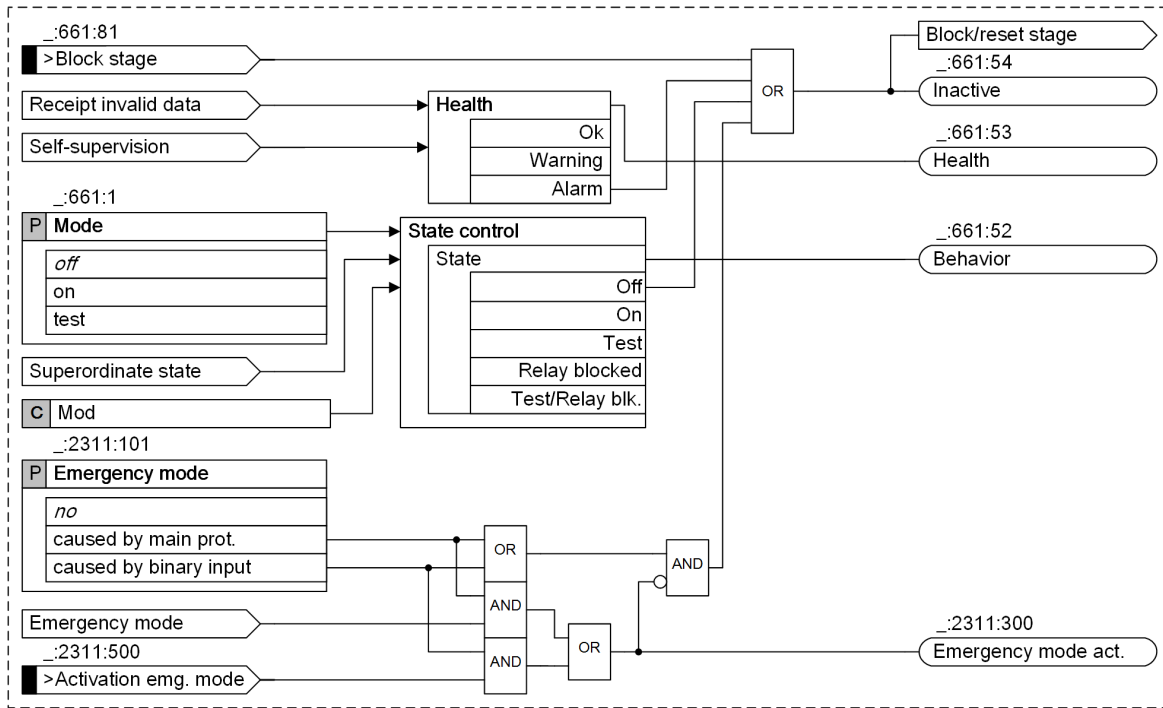 _:661:81
>Block stage
Receipt invalid data
Self-supervision
Health
Ok
Warning
Alarm
OR
Block/reset stage
_:661:54
Inactive
_:661:53
Health
_:661:1
P Mode
off
on
test
Superordinate state
C Mod
State control
State
Off
On
Test
Relay blocked
Test/Relay blk.
_:661:52
Behavior
_:2311:101
P Emergency mode
no
caused by main prot.
caused by binary input
Emergency mode
_:2311:500
>Activation emg. mode
OR
AND
AND
OR
AND
_:2311:300
Emergency mode act.